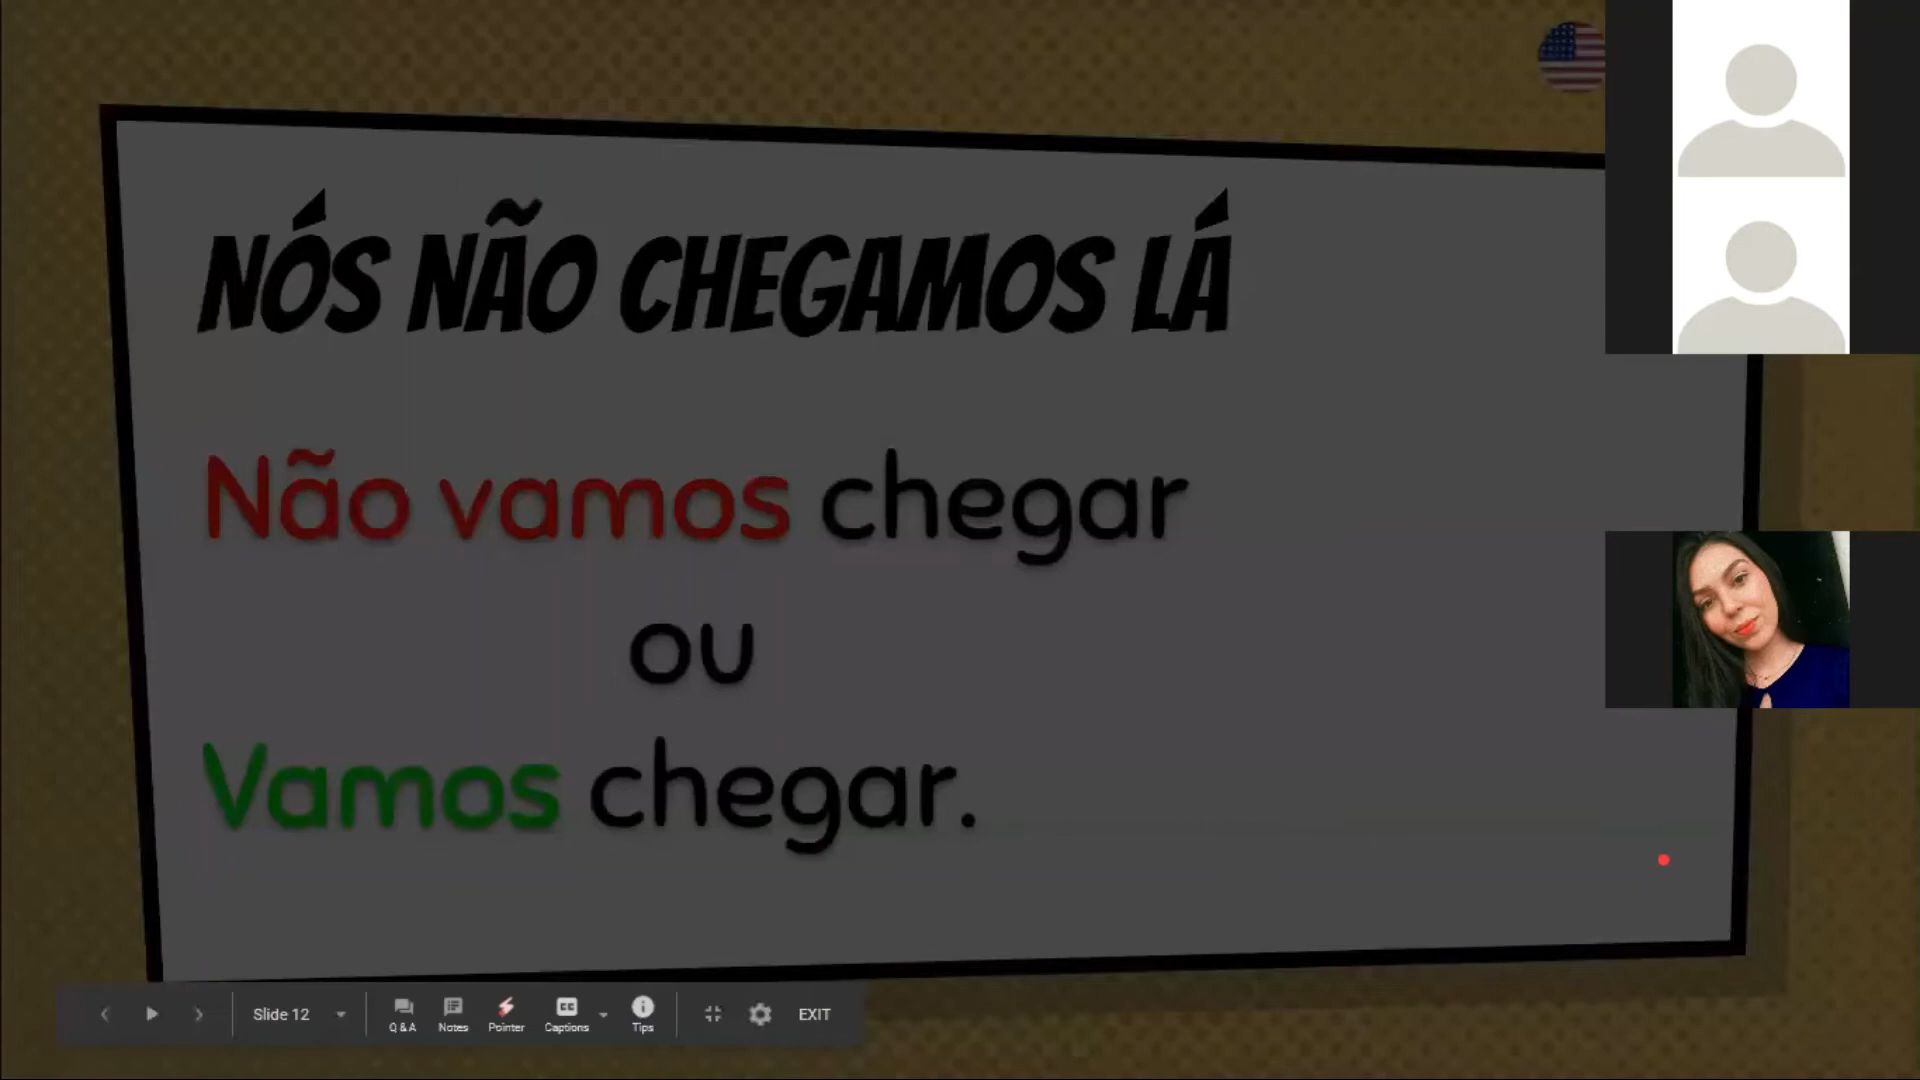 NÓS NÃO CHEGAMOS LÁ
Não vamos chegar
ou
Vamos chegar.
Slide 12
Q&A
Notes
Pointer
Captions
Tips
EXIT